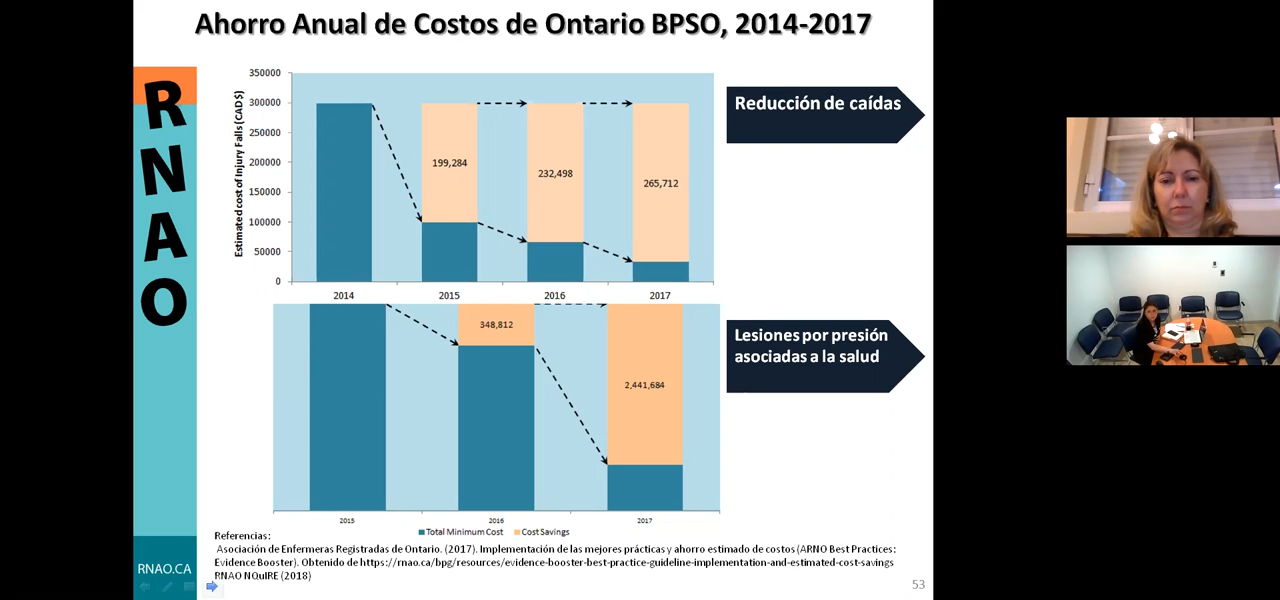 Ahorro Anual de Costos de Ontario BPSO, 2014-2017
RNAO
Estimated cost of Injury Falls (CAD $)
350000
300000
250000
200000
150000
100000
50000
0
199,284
232,498
265,712
2014
2015
2016
2017
Reducción de caídas
348,812
2,441,684
2015
2016
2017
Total Minimum Cost
Cost Savings
Lesiones por presión
asociadas a la salud
Referencias:
Asociación de Enfermeras Registradas de Ontario. (2017). Implementación de las mejores prácticas y ahorro estimado de costos (ARNO Best Practices:
Evidence Booster). Obtenido de https://rnao.ca/bpg/resources/evidence-booster-best-practice-guideline-implementation-and-estimated-cost-savings
RNAO NQuIRE (2018)
RNAO.CA
53